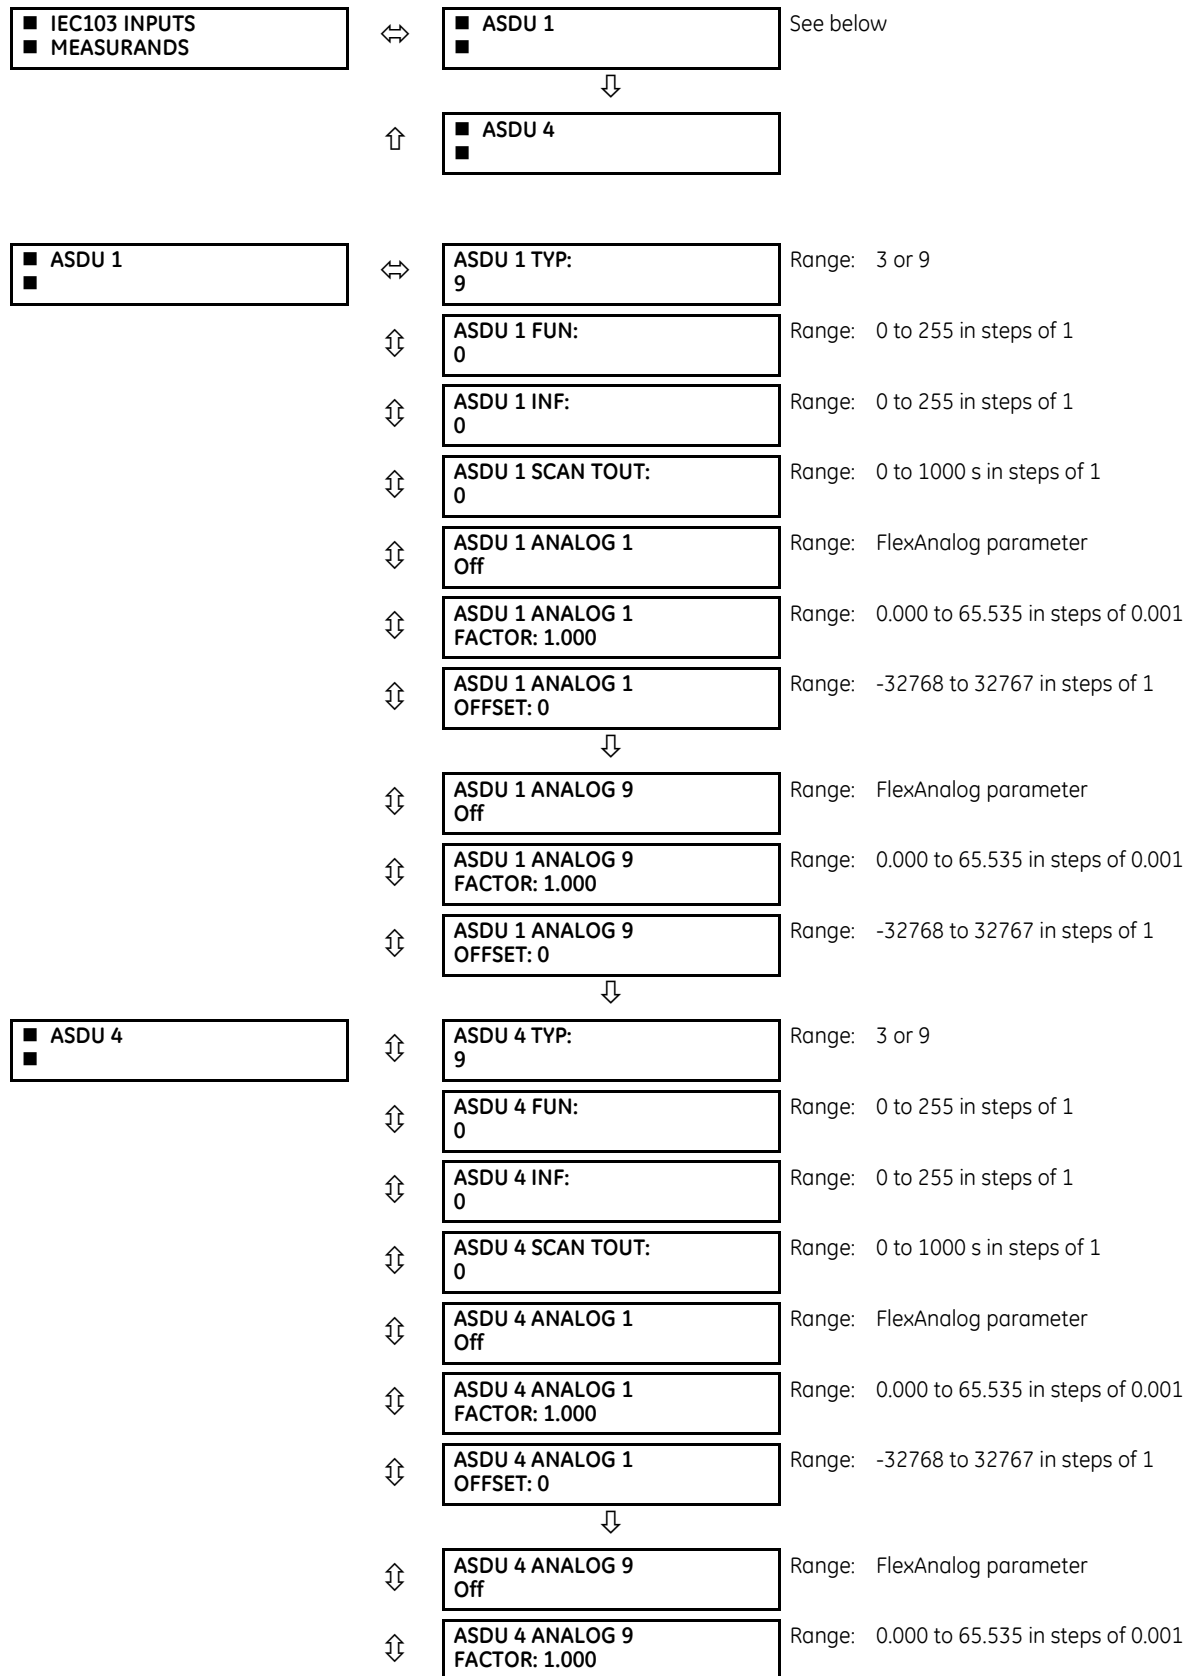 ■ IEC103 INPUTS
■ MEASURANDS
■ ASDU 1
■
See below
■ ASDU 4
■
■ ASDU 1
■
ASDU 1 TYP:
9
Range: 3 or 9
ASDU 1 FUN:
0
Range: 0 to 255 in steps of 1
ASDU 1 INF:
0
Range: 0 to 255 in steps of 1
ASDU 1 SCAN TOUT:
0
Range: 0 to 1000 s in steps of 1
ASDU 1 ANALOG 1
Off
Range: FlexAnalog parameter
ASDU 1 ANALOG 1
FACTOR: 1.000
Range: 0.000 to 65.535 in steps of 0.001
ASDU 1 ANALOG 1
OFFSET: 0
Range: -32768 to 32767 in steps of 1
ASDU 1 ANALOG 9
Off
Range: FlexAnalog parameter
ASDU 1 ANALOG 9
FACTOR: 1.000
Range: 0.000 to 65.535 in steps of 0.001
ASDU 1 ANALOG 9
OFFSET: 0
Range: -32768 to 32767 in steps of 1
■ ASDU 4
■
ASDU 4 TYP:
9
Range: 3 or 9
ASDU 4 FUN:
0
Range: 0 to 255 in steps of 1
ASDU 4 INF:
0
Range: 0 to 255 in steps of 1
ASDU 4 SCAN TOUT:
0
Range: 0 to 1000 s in steps of 1
ASDU 4 ANALOG 1
Off
Range: FlexAnalog parameter
ASDU 4 ANALOG 1
FACTOR: 1.000
Range: 0.000 to 65.535 in steps of 0.001
ASDU 4 ANALOG 1
OFFSET: 0
Range: -32768 to 32767 in steps of 1
ASDU 4 ANALOG 9
Off
Range: FlexAnalog parameter
ASDU 4 ANALOG 9
FACTOR: 1.000
Range: 0.000 to 65.535 in steps of 0.001